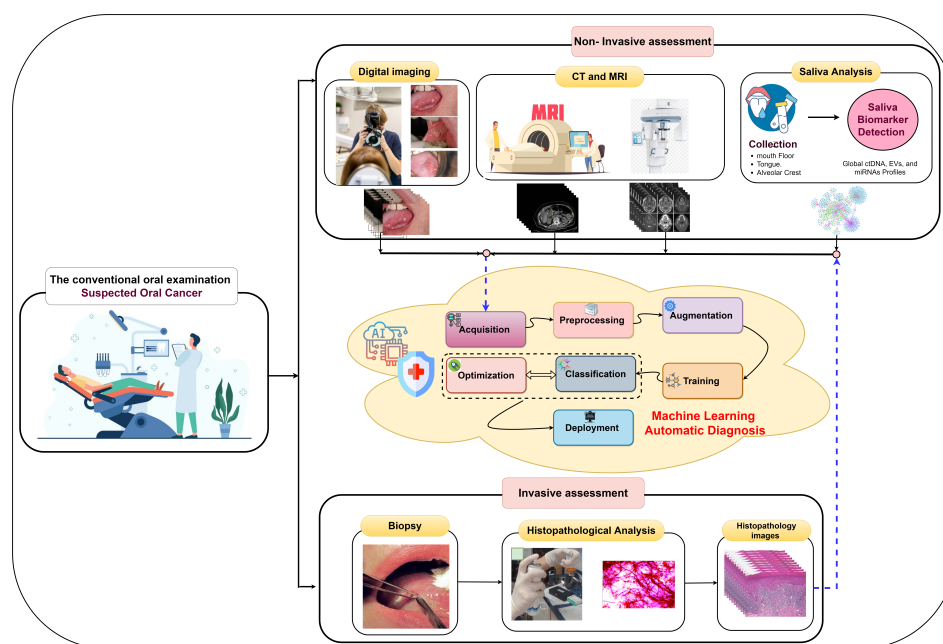 Non- Invasive assessment
Digital imaging
CT and MRI
Saliva Analysis
MRI
Collection
• mouth Floor
• Tongue.
• Alveolar Crest
Saliva
Biomarker
Detection
Global ctDNA, EVs, and
miRNAs Profiles
The conventional oral examination
Suspected Oral Cancer
AI
Acquisition
Preprocessing
Augmentation
Optimization
Classification
Training
Deployment
Machine Learning
Automatic Diagnosis
Invasive assessment
Biopsy
Histopathological Analysis
Histopathology
images